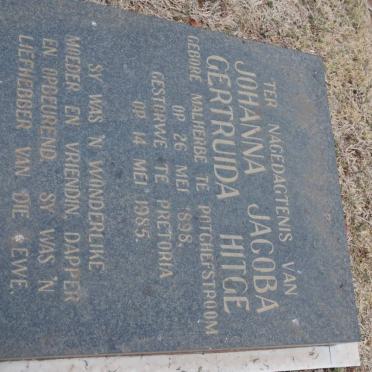 TER NAGEDAGTENIS VAN
JOHANNA JACOBA
GERTRUIDA HITGE
GEBORE MALHERBE TE POTCHEFSTROOM
OP 26 MEI 1898.
GESTORWE TE PRETORIA
OP 14 MEI 1985.
SY WAS 'N WONDERLIKE
MOEDER EN VRIENDIN, DAPPER
EN OPBEUREND. SY WAS 'N
LIEFHEBBER VAN DIE LEWE.